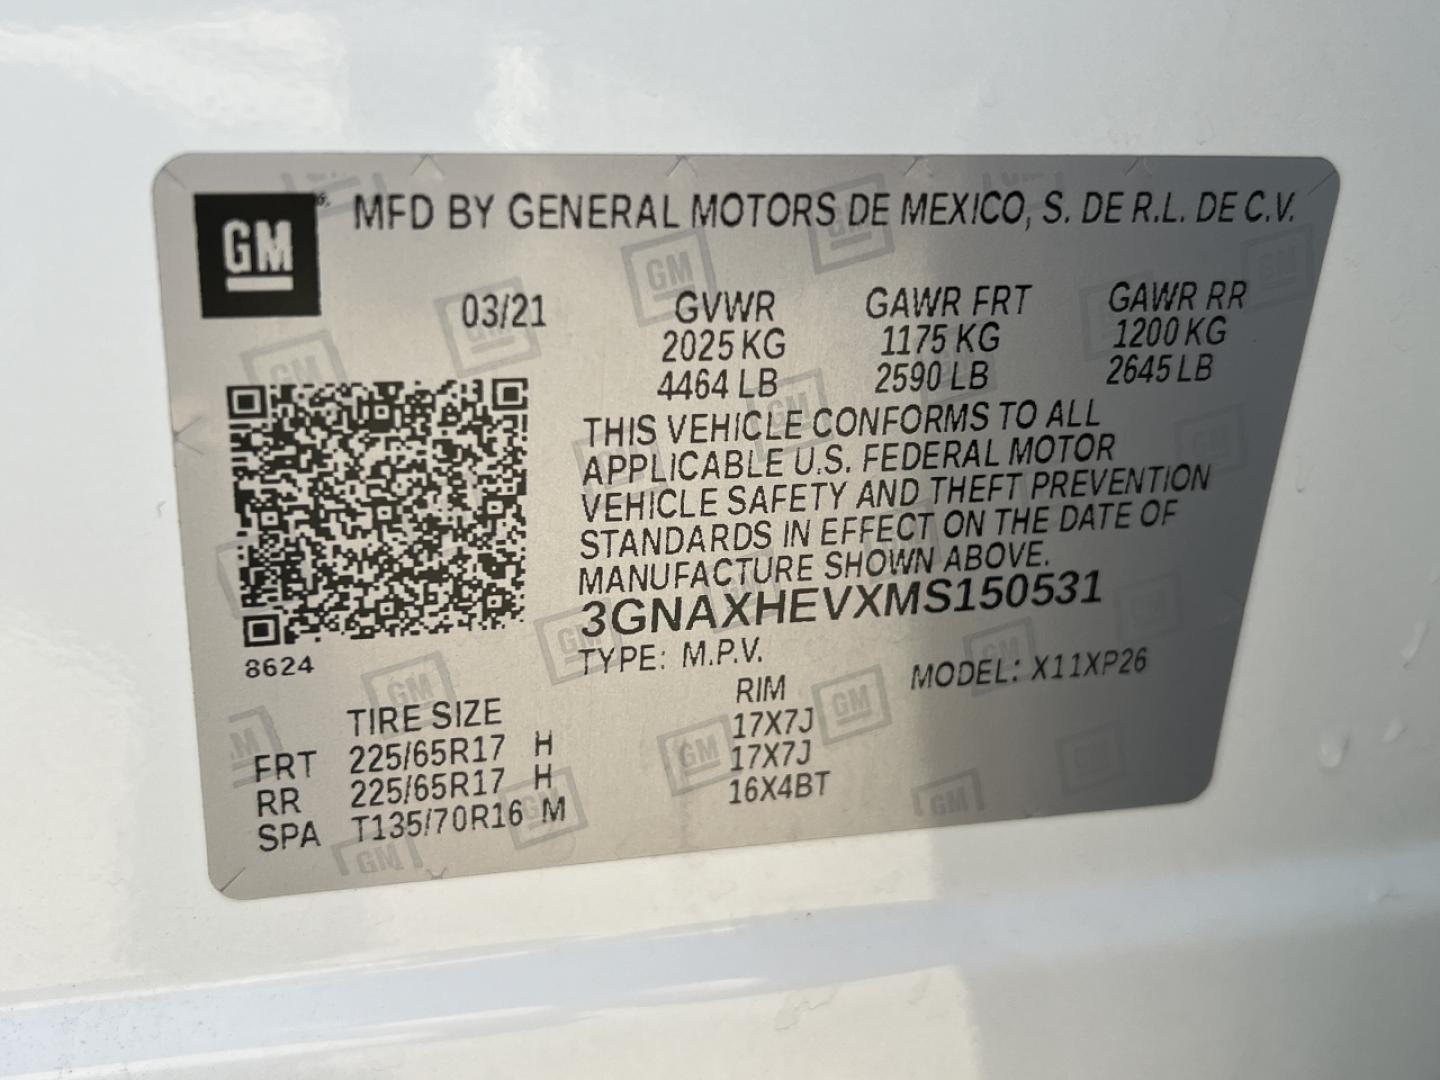 GM
MFD BY GENERAL MOTORS DE MEXICO, S. DE R.L. DE C.V.
03/21 GVWR GAWR FRT GAWR RR
2025 KG 1175 KG 1200 KG
4464 LB 2590 LB 2645 LB
THIS VEHICLE CONFORMS TO ALL
APPLICABLE U.S. FEDERAL MOTOR
VEHICLE SAFETY AND THEFT PREVENTION
STANDARDS IN EFFECT ON THE DATE OF
MANUFACTURE SHOWN ABOVE.
3GNAXHEVXMS150531
8624 TYPE: M.P.V. MODEL: X11XP26
TIRE SIZE RIM
FRT 225/65R17 H 17X7J
RR 225/65R17 H 17X7J
SPA T135/70R16 M 16X4BT